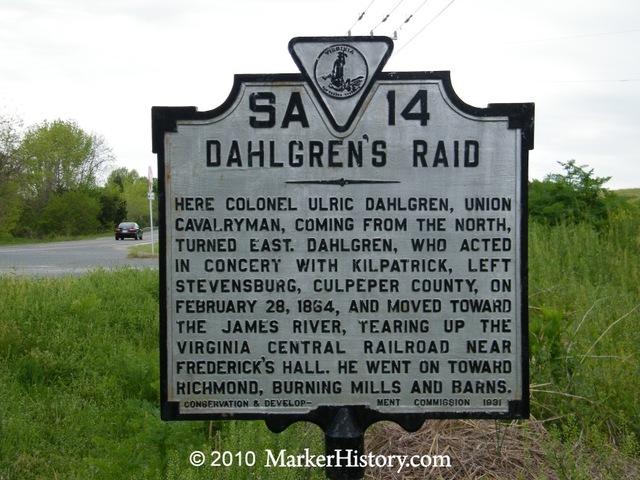 VIRGINIA
SA 14
DAHLGREN'S RAID
HERE COLONEL ULRIC DAHLGREN, UNION
CAVALRYMAN, COMING FROM THE NORTH,
TURNED EAST. DAHLGREN, WHO ACTED
IN CONCERT WITH KILPATRICK, LEFT
STEVENSBURG, CULPEPER COUNTY, ON
FEBRUARY 28, 1864, AND MOVED TOWARD
THE JAMES RIVER, TEARING UP THE
VIRGINIA CENTRAL RAILROAD NEAR
FREDERICK'S HALL. HE WENT ON TOWARD
RICHMOND, BURNING MILLS AND BARNS.
CONSERVATION & DEVELOP- MENT COMMISSION 1931
© 2010 MarkerHistory.com